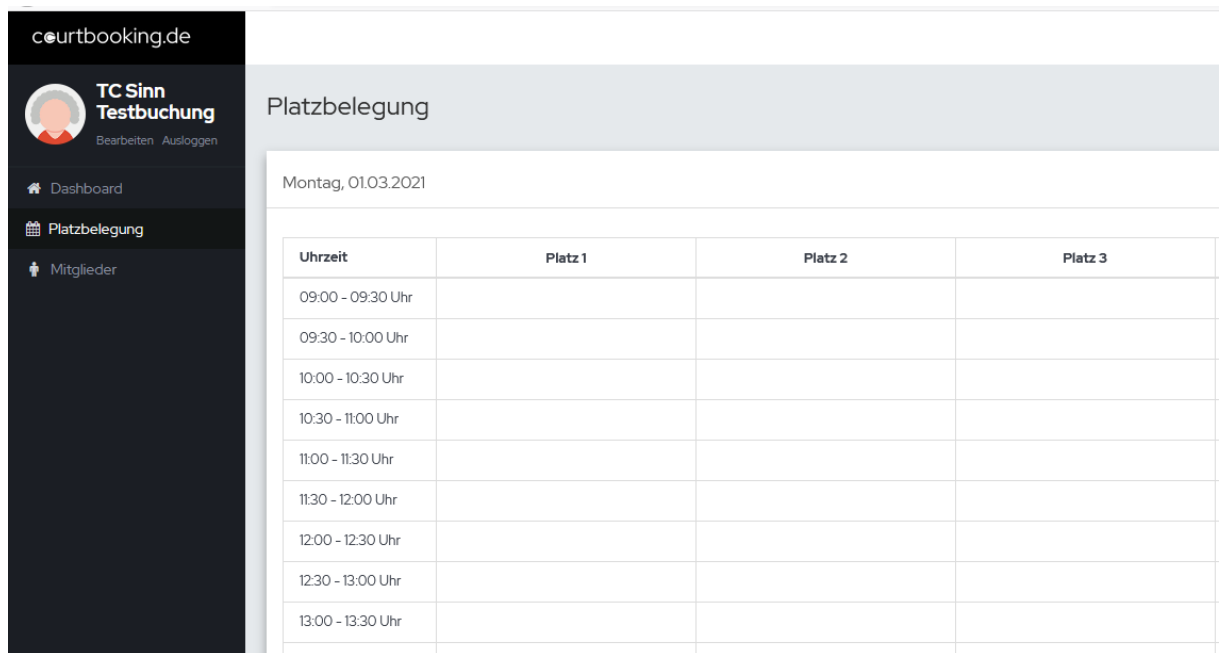 courtbooking.de
TC Sinn
Testbuchung
Bearbeiten Ausloggen
Dashboard
Platzbelegung
Mitglieder
Platzbelegung
Montag, 01.03.2021
Uhrzeit Platz 1 Platz 2 Platz 3
09:00 - 09:30 Uhr
09:30 - 10:00 Uhr
10:00 - 10:30 Uhr
10:30 - 11:00 Uhr
11:00 - 11:30 Uhr
11:30 - 12:00 Uhr
12:00 - 12:30 Uhr
12:30 - 13:00 Uhr
13:00 - 13:30 Uhr